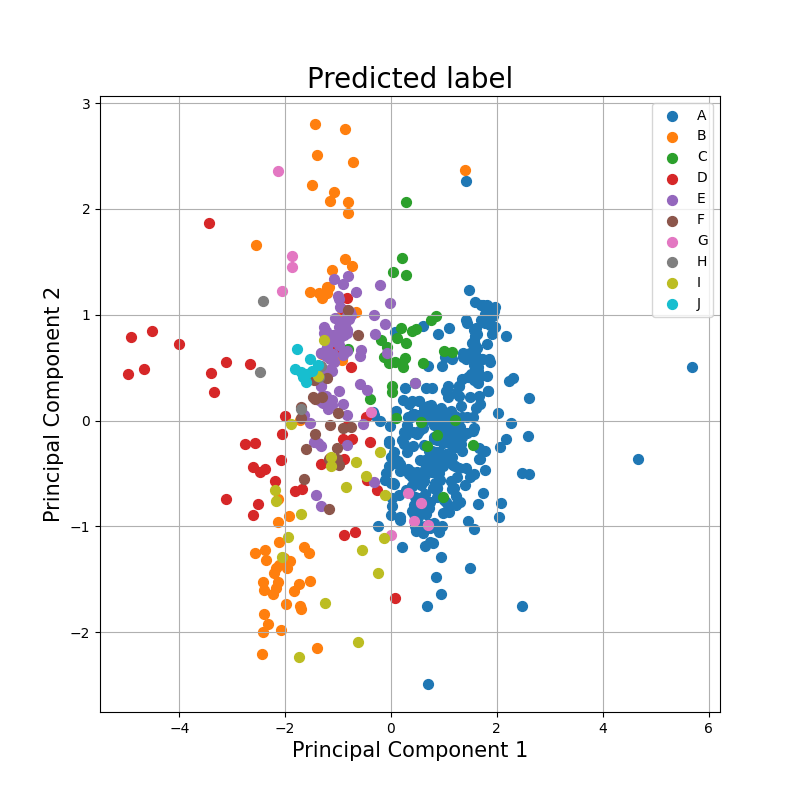 Predicted label
A
B
C
D
E
F
G
H
I
J
3
2
1
0
−1
−2
Principal Component 2
−4
−2
0
2
4
6
Principal Component 1